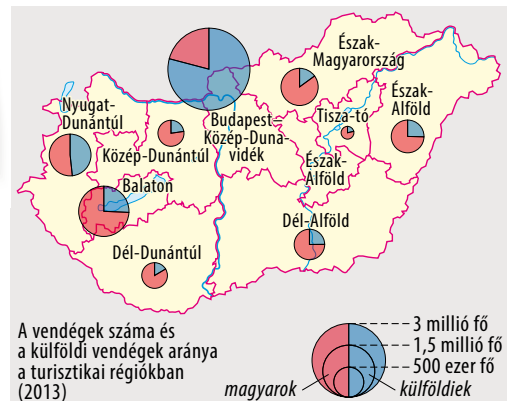 Észak-
Magyarország
Nyugat-
Dunántúl
Budapest–
Közép-Duna-
vidék
Tisza-tó
Észak-
Alföld
Közép-Dunántúl
Észak-
Alföld
Balaton
Dél-Alföld
Dél-Dunántúl
A vendégek száma és
a külföldi vendégek aránya
a turisztikai régiókban
(2013)
3 millió fő
1,5 millió fő
500 ezer fő
magyarok
külföldiek